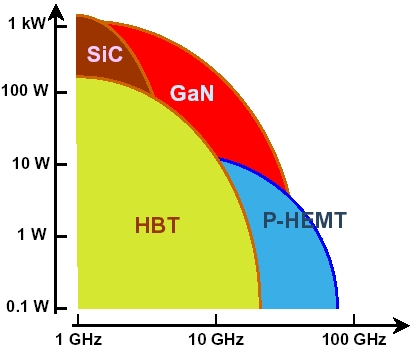 1 kW
SiC
GaN
100 W
10 W
P-HEMT
HBT
1 W
0.1 W
1 GHz
10 GHz
100 GHz